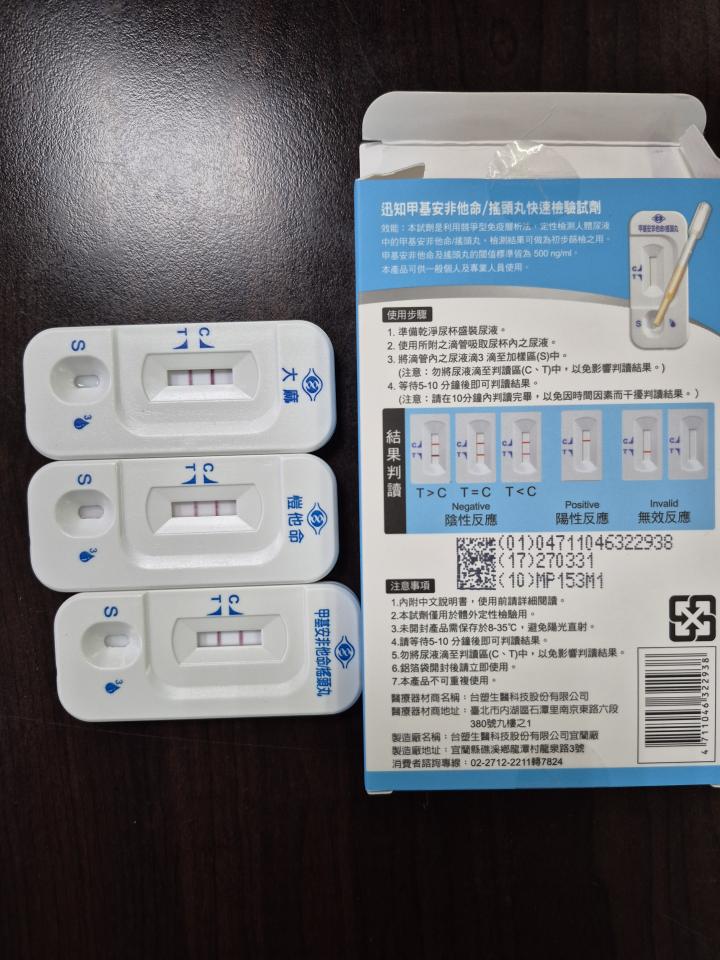 迅知甲基安非他命/搖頭丸快速檢驗試劑
效能：本試劑是利用競爭型免疫層析法，定性檢測人體尿液
中的甲基安非他命/搖頭丸。檢測結果可做為初步篩檢之用。
甲基安非他命及搖頭丸的閾值標準皆為 500 ng/ml。
本產品可供一般個人及專業人員使用。
甲基安非他命/搖頭丸
C
T
S
使用步驟
1. 準備乾淨尿杯盛裝尿液。
2. 使用所附之滴管吸取尿杯內之尿液。
3. 將滴管內之尿液滴3 滴至加樣區(S)中。
(注意：勿將尿液滴至判讀區(C、T)中，以免影響判讀結果。)
4. 等待5-10 分鐘後即可判讀結果。
(注意：請在10分鐘內判讀完畢，以免因時間因素而干擾判讀結果。)
結果判讀
C T
C T
C T
C T
C T
C T
T > C
T = C
T < C
Negative
陰性反應
Positive
陽性反應
Invalid
無效反應
(01)04711046322938
(17)270331
(10)MP153M1
注意事項
1.內附中文說明書，使用前請詳細閱讀。
2.本試劑僅用於體外定性檢驗用。
3.未開封產品需保存於8-35℃，避免陽光直射。
4.請等待5-10 分鐘後即可判讀結果。
5.勿將尿液滴至判讀區(C、T)中，以免影響判讀結果。
6.鋁箔袋開封後請立即使用。
7.本產品不可重複使用。
醫療器材商名稱：台塑生醫科技股份有限公司
醫療器材商地址：臺北市內湖區石潭里南京東路六段
380號九樓之1
製造廠名稱：台塑生醫科技股份有限公司宜蘭廠
製造廠地址：宜蘭縣礁溪鄉龍潭村龍泉路3號
消費者諮詢專線：02-2712-2211轉7824
4 711046 322938
大麻
C
T
S
3
愷他命
C
T
S
3
甲基安非他命/搖頭丸
C
T
S
3